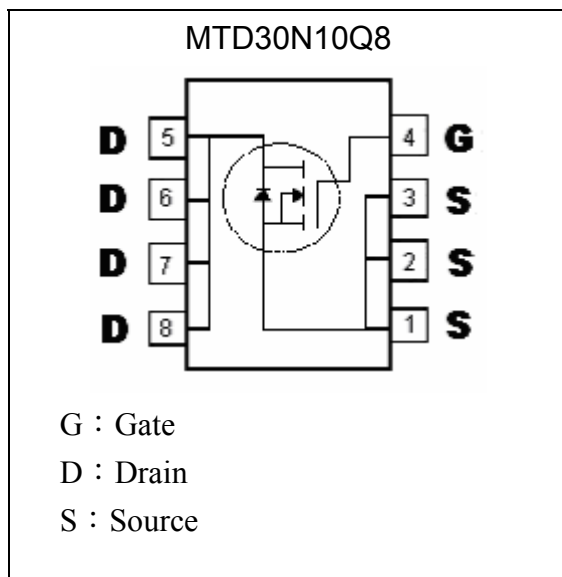 MTD30N10Q8
D 5 4 G
D 6 3 S
D 7 2 S
D 8 1 S
G：Gate
D：Drain
S：Source